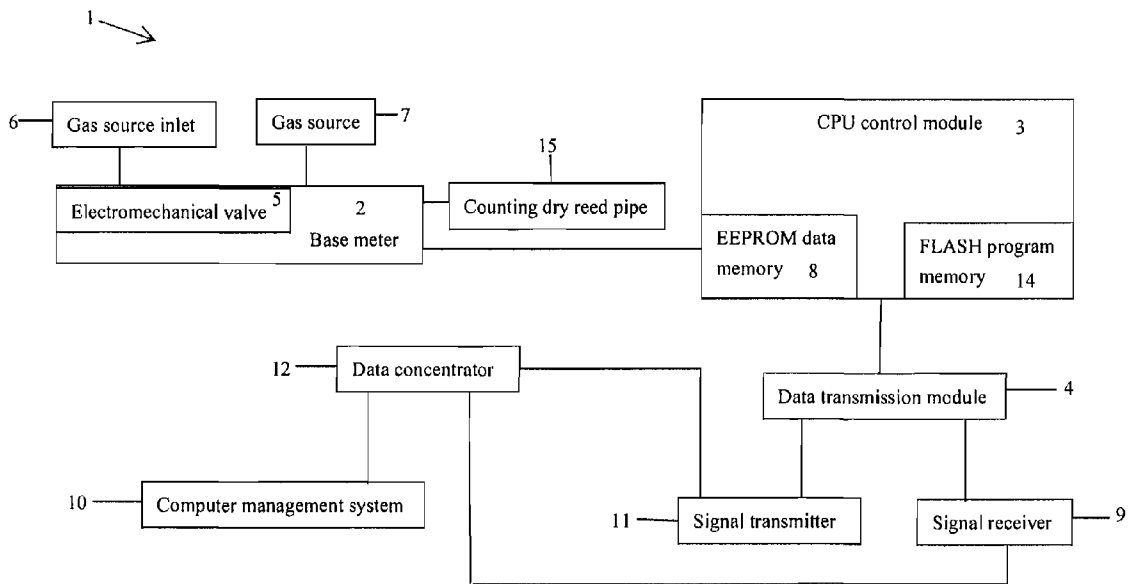 1
6
Gas source inlet
Gas source
7
15
CPU control module 3
Electromechanical valve
5
2
Base meter
Counting dry reed pipe
EEPROM data
memory 8
FLASH program
memory 14
12
Data concentrator
Data transmission module
4
10
Computer management system
11
Signal transmitter
Signal receiver
9